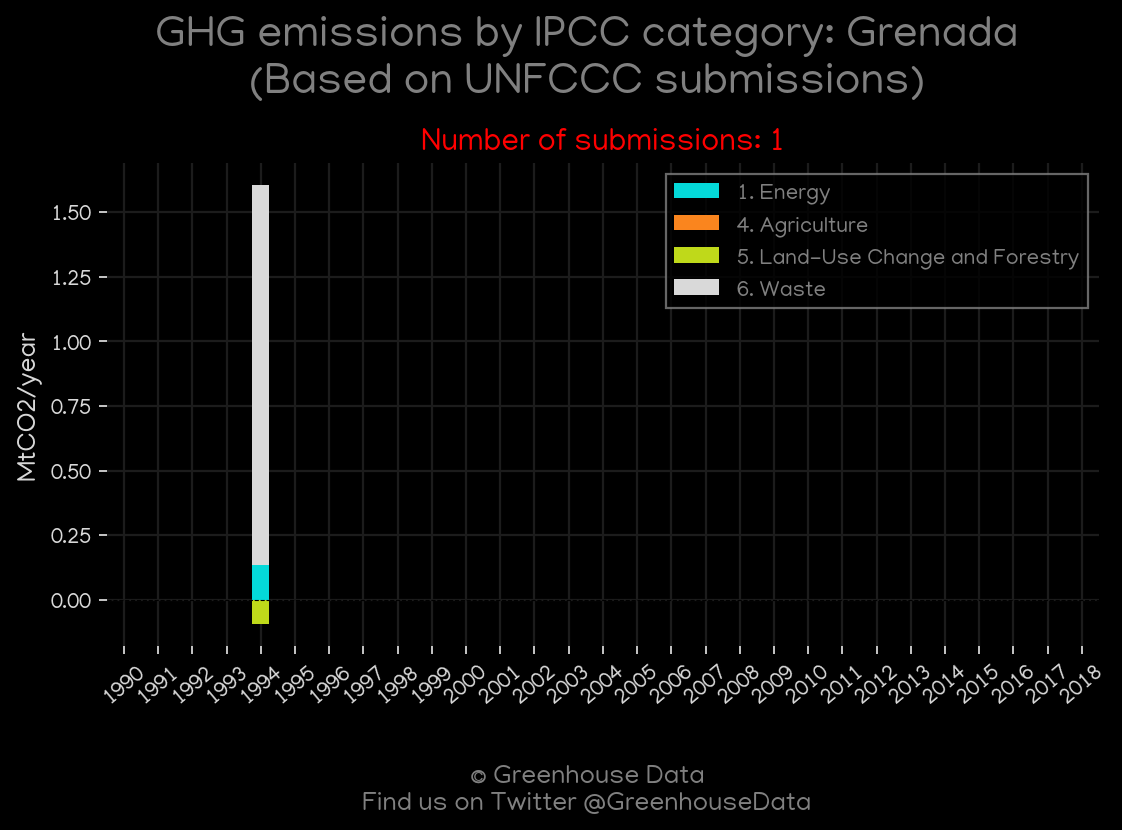 GHG emissions by IPCC category: Grenada
(Based on UNFCCC submissions)
Number of submissions: 1
1. Energy
4. Agriculture
5. Land-Use Change and Forestry
6. Waste
MtCO2/year
1.50
1.25
1.00
0.75
0.50
0.25
0.00
1990 1991 1992 1993 1994 1995 1996 1997 1998 1999 2000 2001 2002 2003 2004 2005 2006 2007 2008 2009 2010 2011 2012 2013 2014 2015 2016 2017 2018
© Greenhouse Data
Find us on Twitter @GreenhouseData